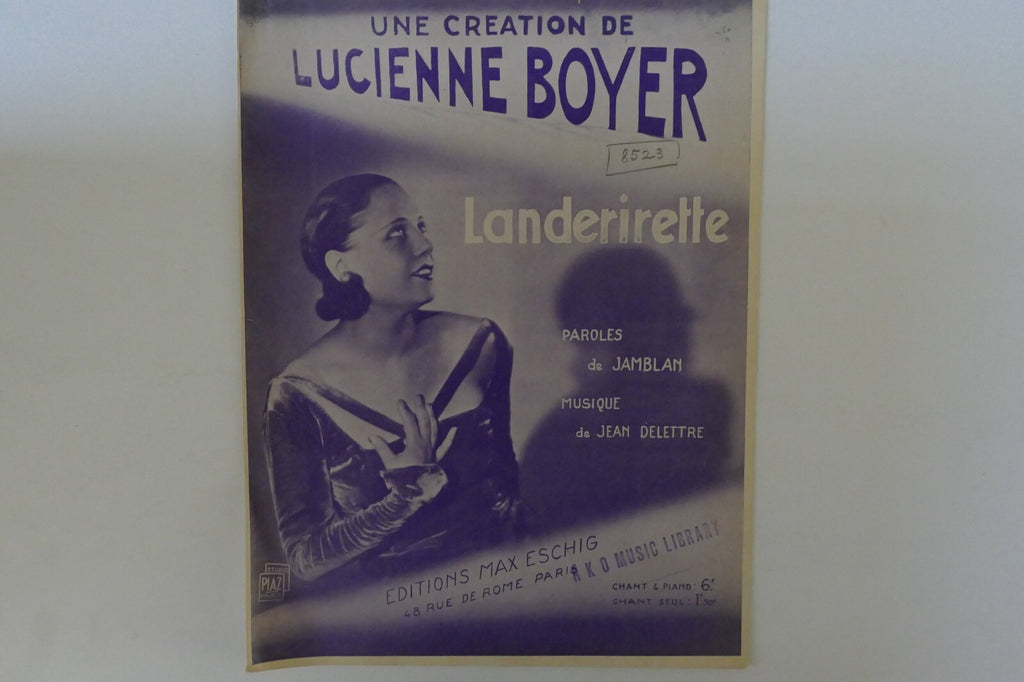 UNE CREATION DE
LUCIENNE BOYER
8523
Landerirette
PAROLES
de JAMBLAN
MUSIQUE
de JEAN DELETTRE
EDITIONS MAX ESCHIG
48 RUE DE ROME PARIS
RKO MUSIC LIBRARY
CHANT & PIANO: 6F
CHANT SEUL:
STUDIO
PIAZ